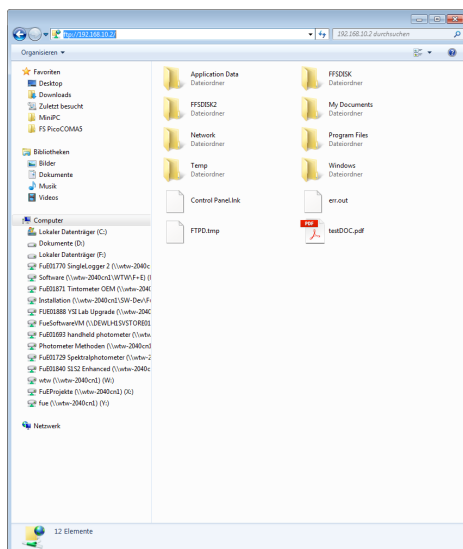 ftp://192.168.10.2/
192.168.10.2 durchsuchen
Organisieren
Favoriten
Desktop
Downloads
Zuletzt besucht
MiniPC
FS PicoCOMA5
Bibliotheken
Bilder
Dokumente
Musik
Videos
Computer
Lokaler Datenträger (C:)
Dokumente (D:)
Lokaler Datenträger (F:)
FuE01770 SingleLogger 2 (\\wtw-2040c
Software (\\wtw-2040cn1\WTW\F+E) (
FuE01871 Tintometer OEM (\\wtw-204(
Installation (\\wtw-2040cn1\SW-Dev\F
FUE01888 YSI Lab Upgrade (\\wtw-2040
FueSoftwareVM (\\DEWLH1SVSTORE01
FuE01693 handheld photometer (\\wt
Photometer Methoden (\\wtw-2040cn1
FuE01729 Spektralphotometer (\\wtw-2
FuE01840 S1S2 Enhanced (\\wtw-2040c
wtw (\\wtw-2040cn1) (W:)
FuEProjekte (\\wtw-2040cn1) (X:)
fue (\\wtw-2040cn1) (Y:)
Netzwerk
Application Data
Dateiordner
FFSDISK
Dateiordner
FFSDISK2
Dateiordner
My Documents
Dateiordner
Network
Dateiordner
Program Files
Dateiordner
Temp
Dateiordner
Windows
Dateiordner
Control Panel.lnk
err.out
FTPD.tmp
PDF
testDOC.pdf
12 Elemente